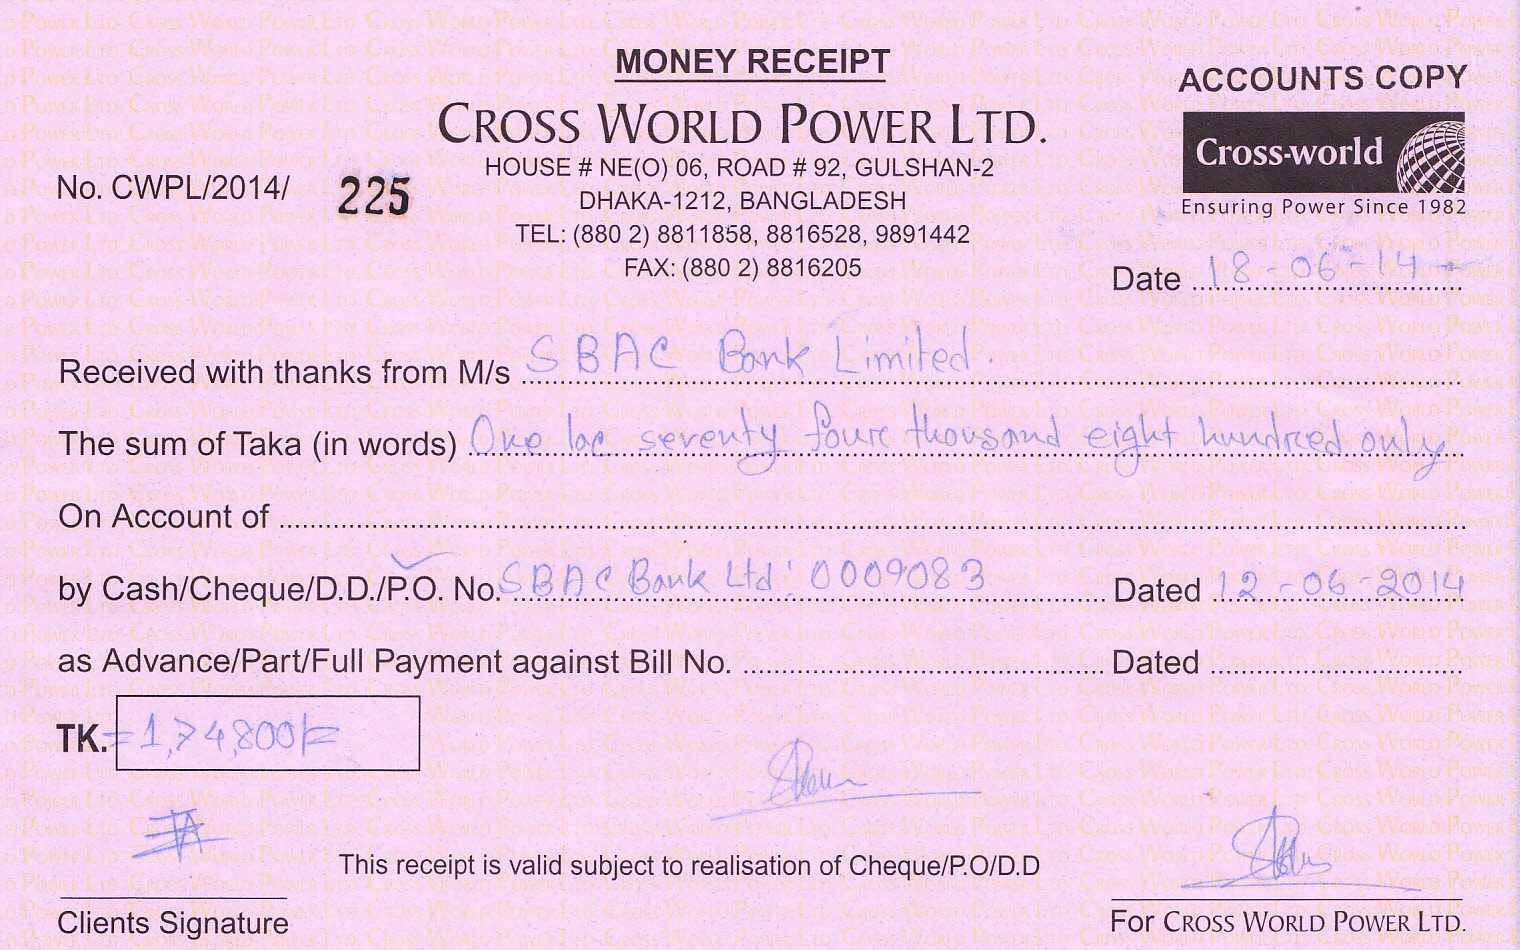 MONEY RECEIPT
ACCOUNTS COPY
CROSS WORLD POWER LTD.
Cross-world
Ensuring Power Since 1982
HOUSE # NE(O) 06, ROAD # 92, GULSHAN-2
No. CWPL/2014/ 225
DHAKA-1212, BANGLADESH
TEL: (880 2) 8811858, 8816528, 9891442
FAX: (880 2) 8816205
Date 18-06-14
Received with thanks from M/s SBAC Bank Limited.
The sum of Taka (in words) One lac seventy four thousand eight hundred only
On Account of
by Cash/Cheque/D.D./P.O. No. SBAC Bank Ltd: 0009083 Dated 12-06-2014
as Advance/Part/Full Payment against Bill No. Dated
TK. =1,74,800/=
This receipt is valid subject to realisation of Cheque/P.O/D.D
Clients Signature
For CROSS WORLD POWER LTD.